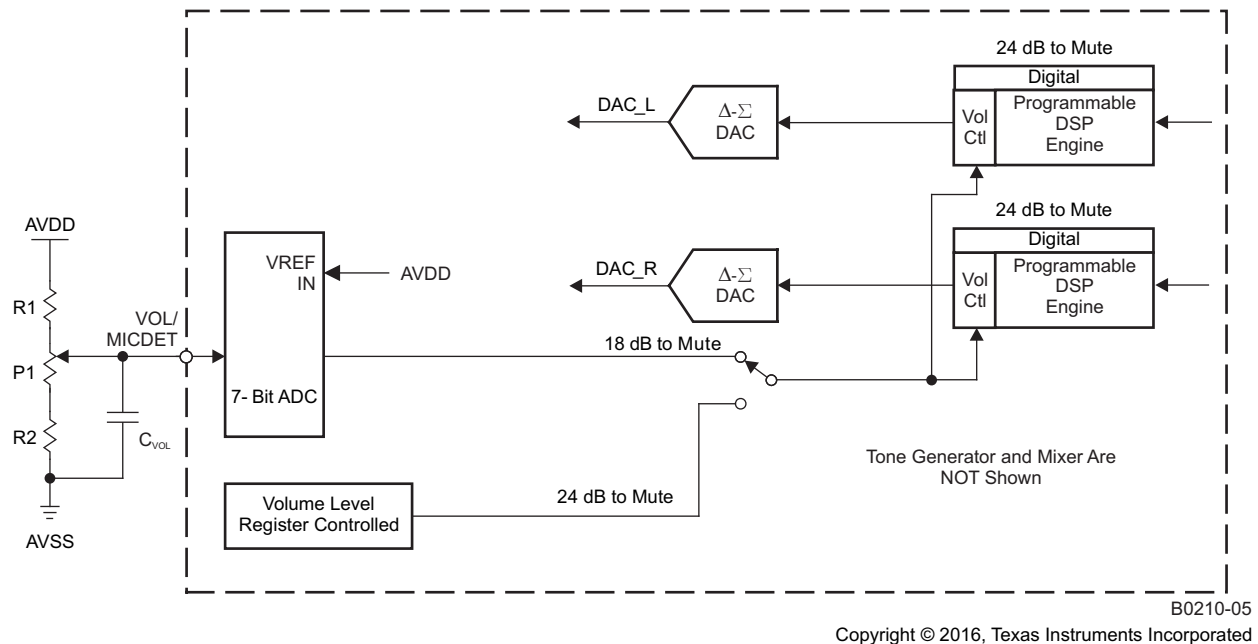 24 dB to Mute
Digital
Vol
Ctl
Programmable
DSP
Engine
DAC_L
Δ-Σ
DAC
24 dB to Mute
Digital
Vol
Ctl
Programmable
DSP
Engine
DAC_R
Δ-Σ
DAC
AVDD
R1
P1
R2
AVSS
VOL/
MICDET
CVOL
VREF
IN
AVDD
7- Bit ADC
18 dB to Mute
24 dB to Mute
Volume Level
Register Controlled
Tone Generator and Mixer Are
NOT Shown
B0210-05
Copyright © 2016, Texas Instruments Incorporated